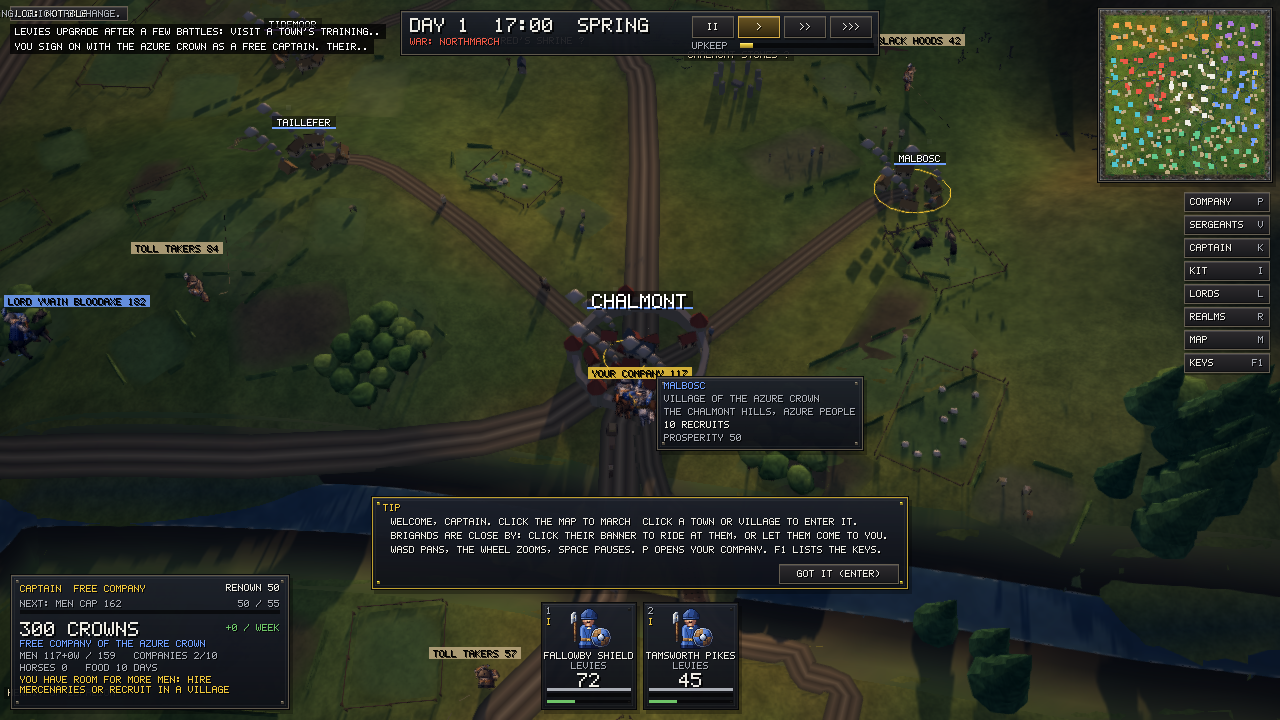 LEVIES UPGRADE AFTER A FEW BATTLES: VISIT A TOWN'S TRAINING..
YOU SIGN ON WITH THE AZURE CROWN AS A FREE CAPTAIN. THEIR..
DAY 1 17:00 SPRING
WAR: NORTHMARCH
II > >> >>>
UPKEEP
BLACK HOODS 42
TAILLEFER
MALBOSC
TOLL TAKERS 84
LORD YVAIN BLOODAXE 182
CHALMONT
YOUR COMPANY 117
MALBOSC
VILLAGE OF THE AZURE CROWN
THE CHALMONT HILLS, AZURE PEOPLE
10 RECRUITS
PROSPERITY 50
COMPANY P
SERGEANTS V
CAPTAIN K
KIT I
LORDS L
REALMS R
MAP M
KEYS F1
TIP
WELCOME, CAPTAIN. CLICK THE MAP TO MARCH CLICK A TOWN OR VILLAGE TO ENTER IT.
BRIGANDS ARE CLOSE BY: CLICK THEIR BANNER TO RIDE AT THEM, OR LET THEM COME TO YOU.
WASD PANS, THE WHEEL ZOOMS, SPACE PAUSES. P OPENS YOUR COMPANY. F1 LISTS THE KEYS.
GOT IT (ENTER)
CAPTAIN FREE COMPANY RENOWN 50
NEXT: MEN CAP 162 50 / 55
300 CROWNS +0 / WEEK
FREE COMPANY OF THE AZURE CROWN
MEN 117+0W / 159 COMPANIES 2/10
HORSES 0 FOOD 10 DAYS
YOU HAVE ROOM FOR MORE MEN: HIRE
MERCENARIES OR RECRUIT IN A VILLAGE
TOLL TAKERS 57
1
I
FALLOWBY SHIELD
LEVIES
72
2
I
TAMSWORTH PIKES
LEVIES
45